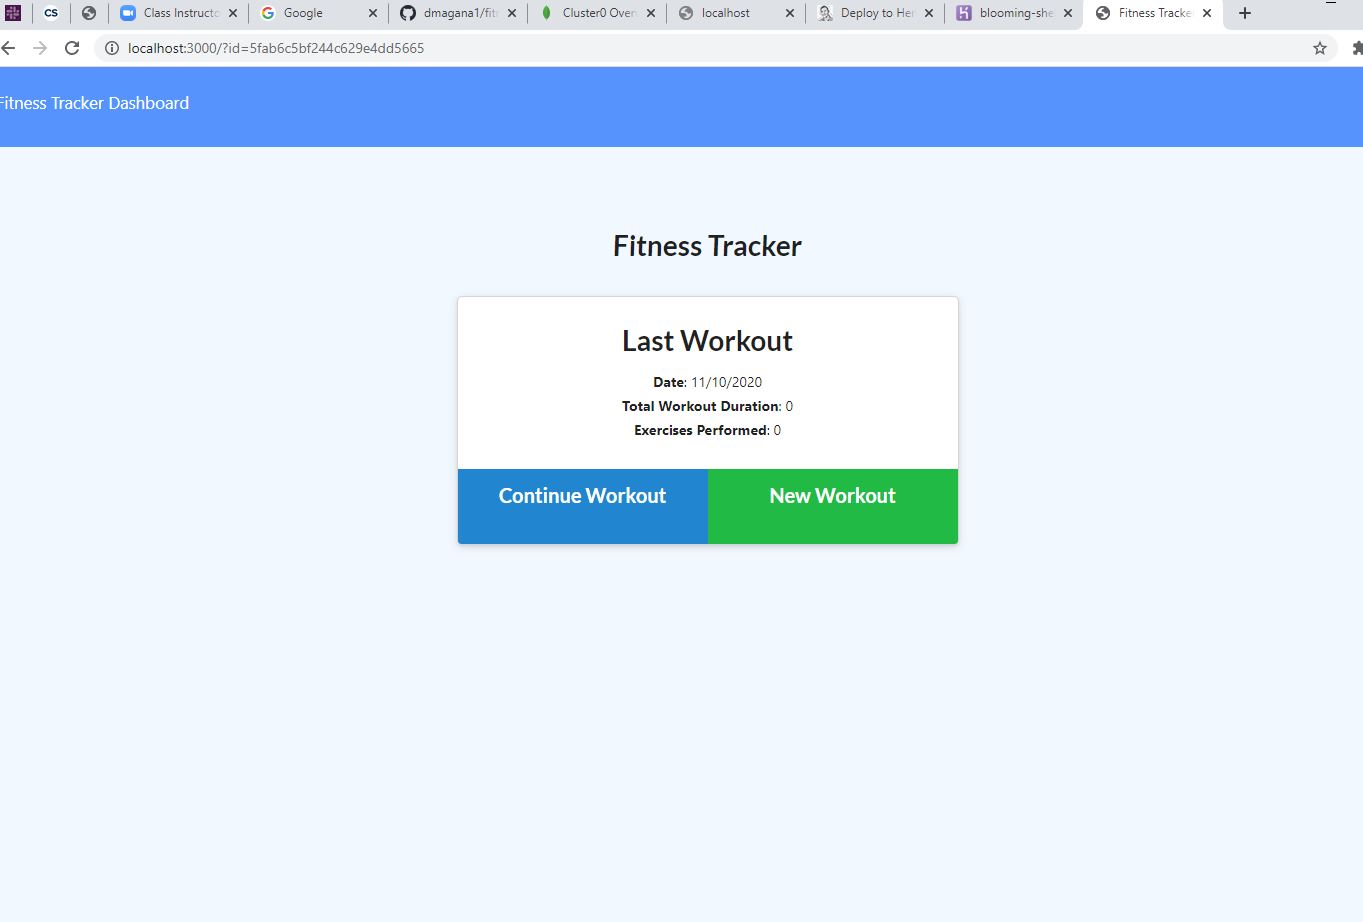 CS
Class Instructo
Google
dmagana1/fitn
Cluster0 Over
localhost
Deploy to Her
blooming-she
Fitness Tracke
localhost:3000/?id=5fab6c5bf244c629e4dd5665
Fitness Tracker Dashboard
Fitness Tracker
Last Workout
Date: 11/10/2020
Total Workout Duration: 0
Exercises Performed: 0
Continue Workout
New Workout